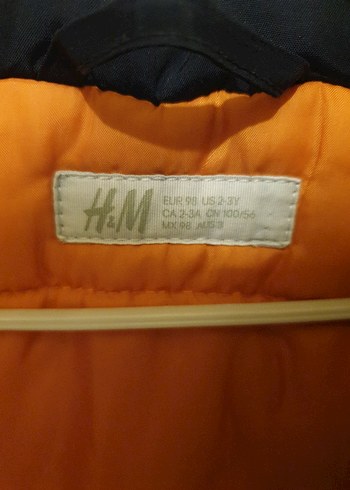 H&M
EUR 98 US 2-3Y
CA 2-3A CN 100/56
MX 98 AUS 3